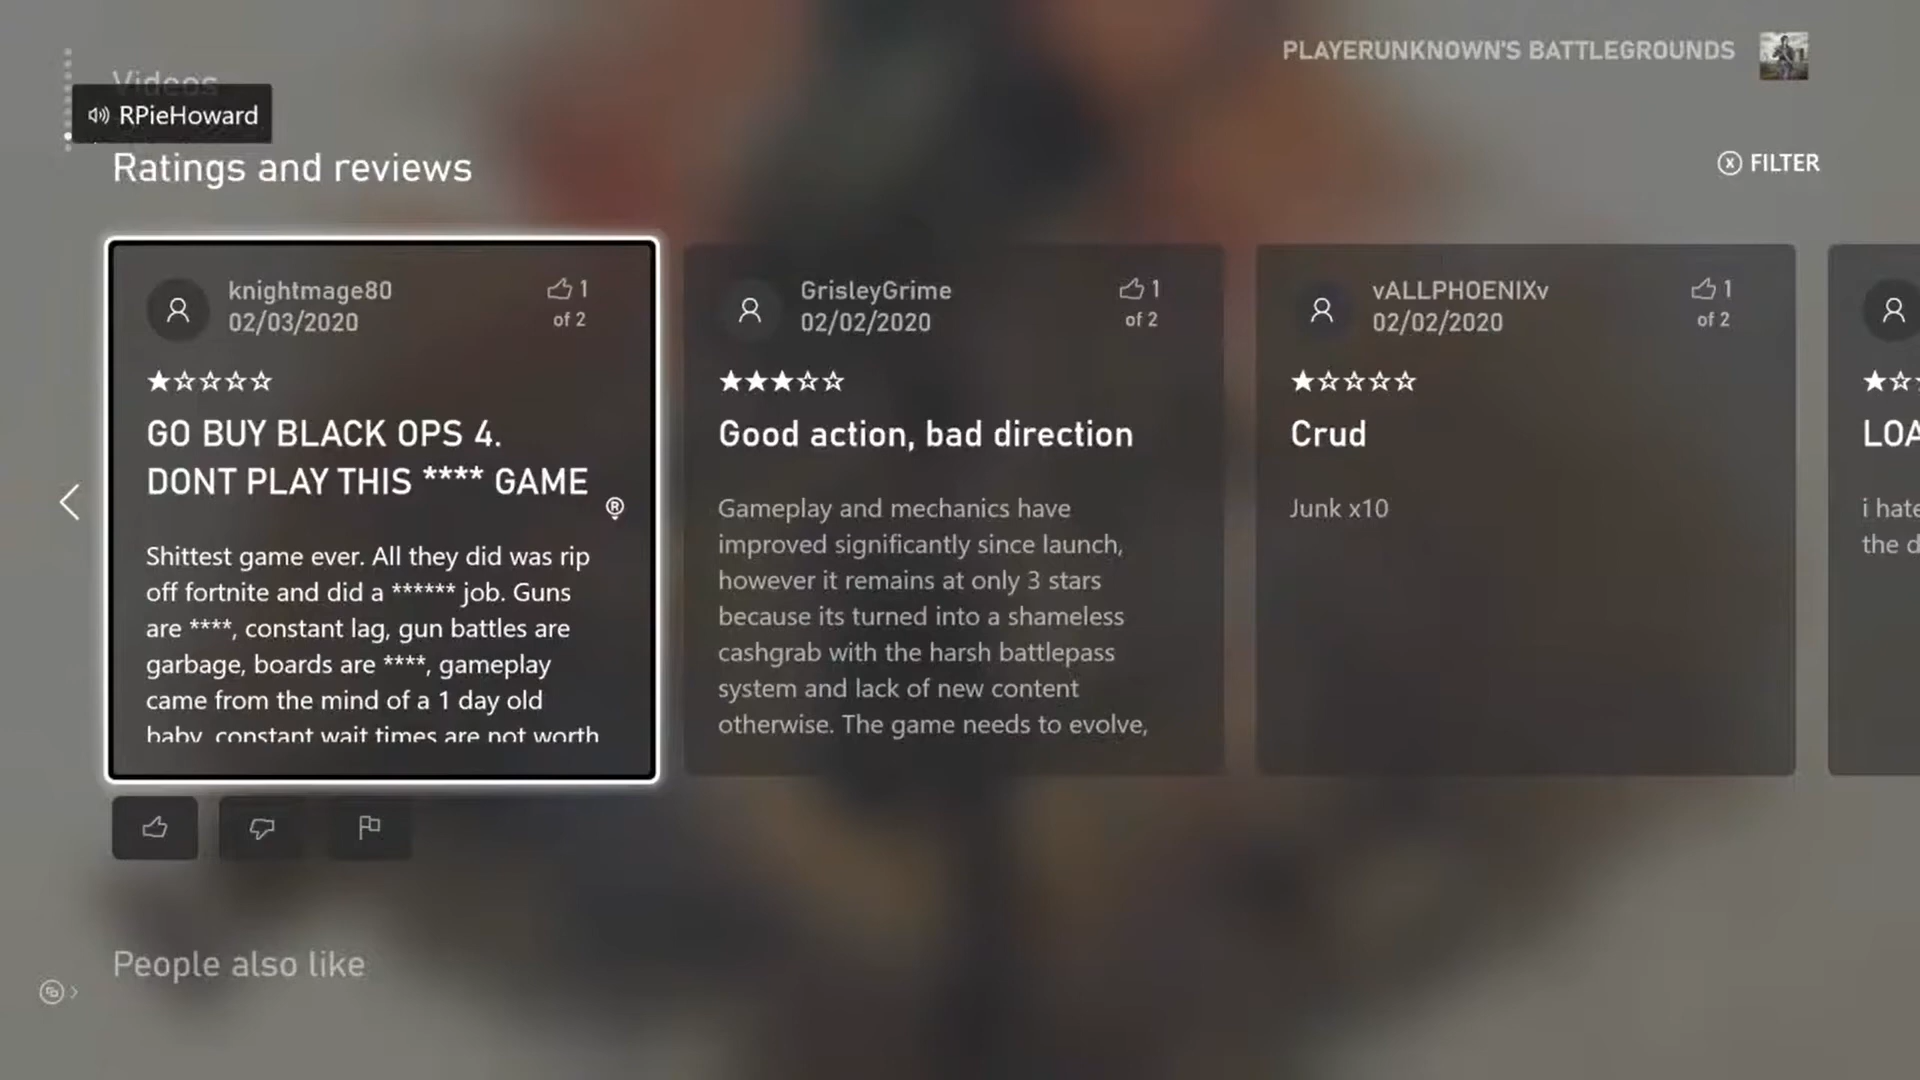 PLAYERUNKNOWN'S BATTLEGROUNDS
Videos
RPieHoward
Ratings and reviews
FILTER
knightmage80
02/03/2020
1
of 2
GO BUY BLACK OPS 4.
DONT PLAY THIS **** GAME
Shittest game ever. All they did was rip
off fortnite and did a ****** job. Guns
are ****, constant lag, gun battles are
garbage, boards are ****, gameplay
came from the mind of a 1 day old
baby, constant wait times are not worth
GrisleyGrime
02/02/2020
1
of 2
Good action, bad direction
Gameplay and mechanics have
improved significantly since launch,
however it remains at only 3 stars
because its turned into a shameless
cashgrab with the harsh battlepass
system and lack of new content
otherwise. The game needs to evolve,
vALLPHOENIXv
02/02/2020
1
of 2
Crud
Junk x10
LOA
i hate
the d
People also like